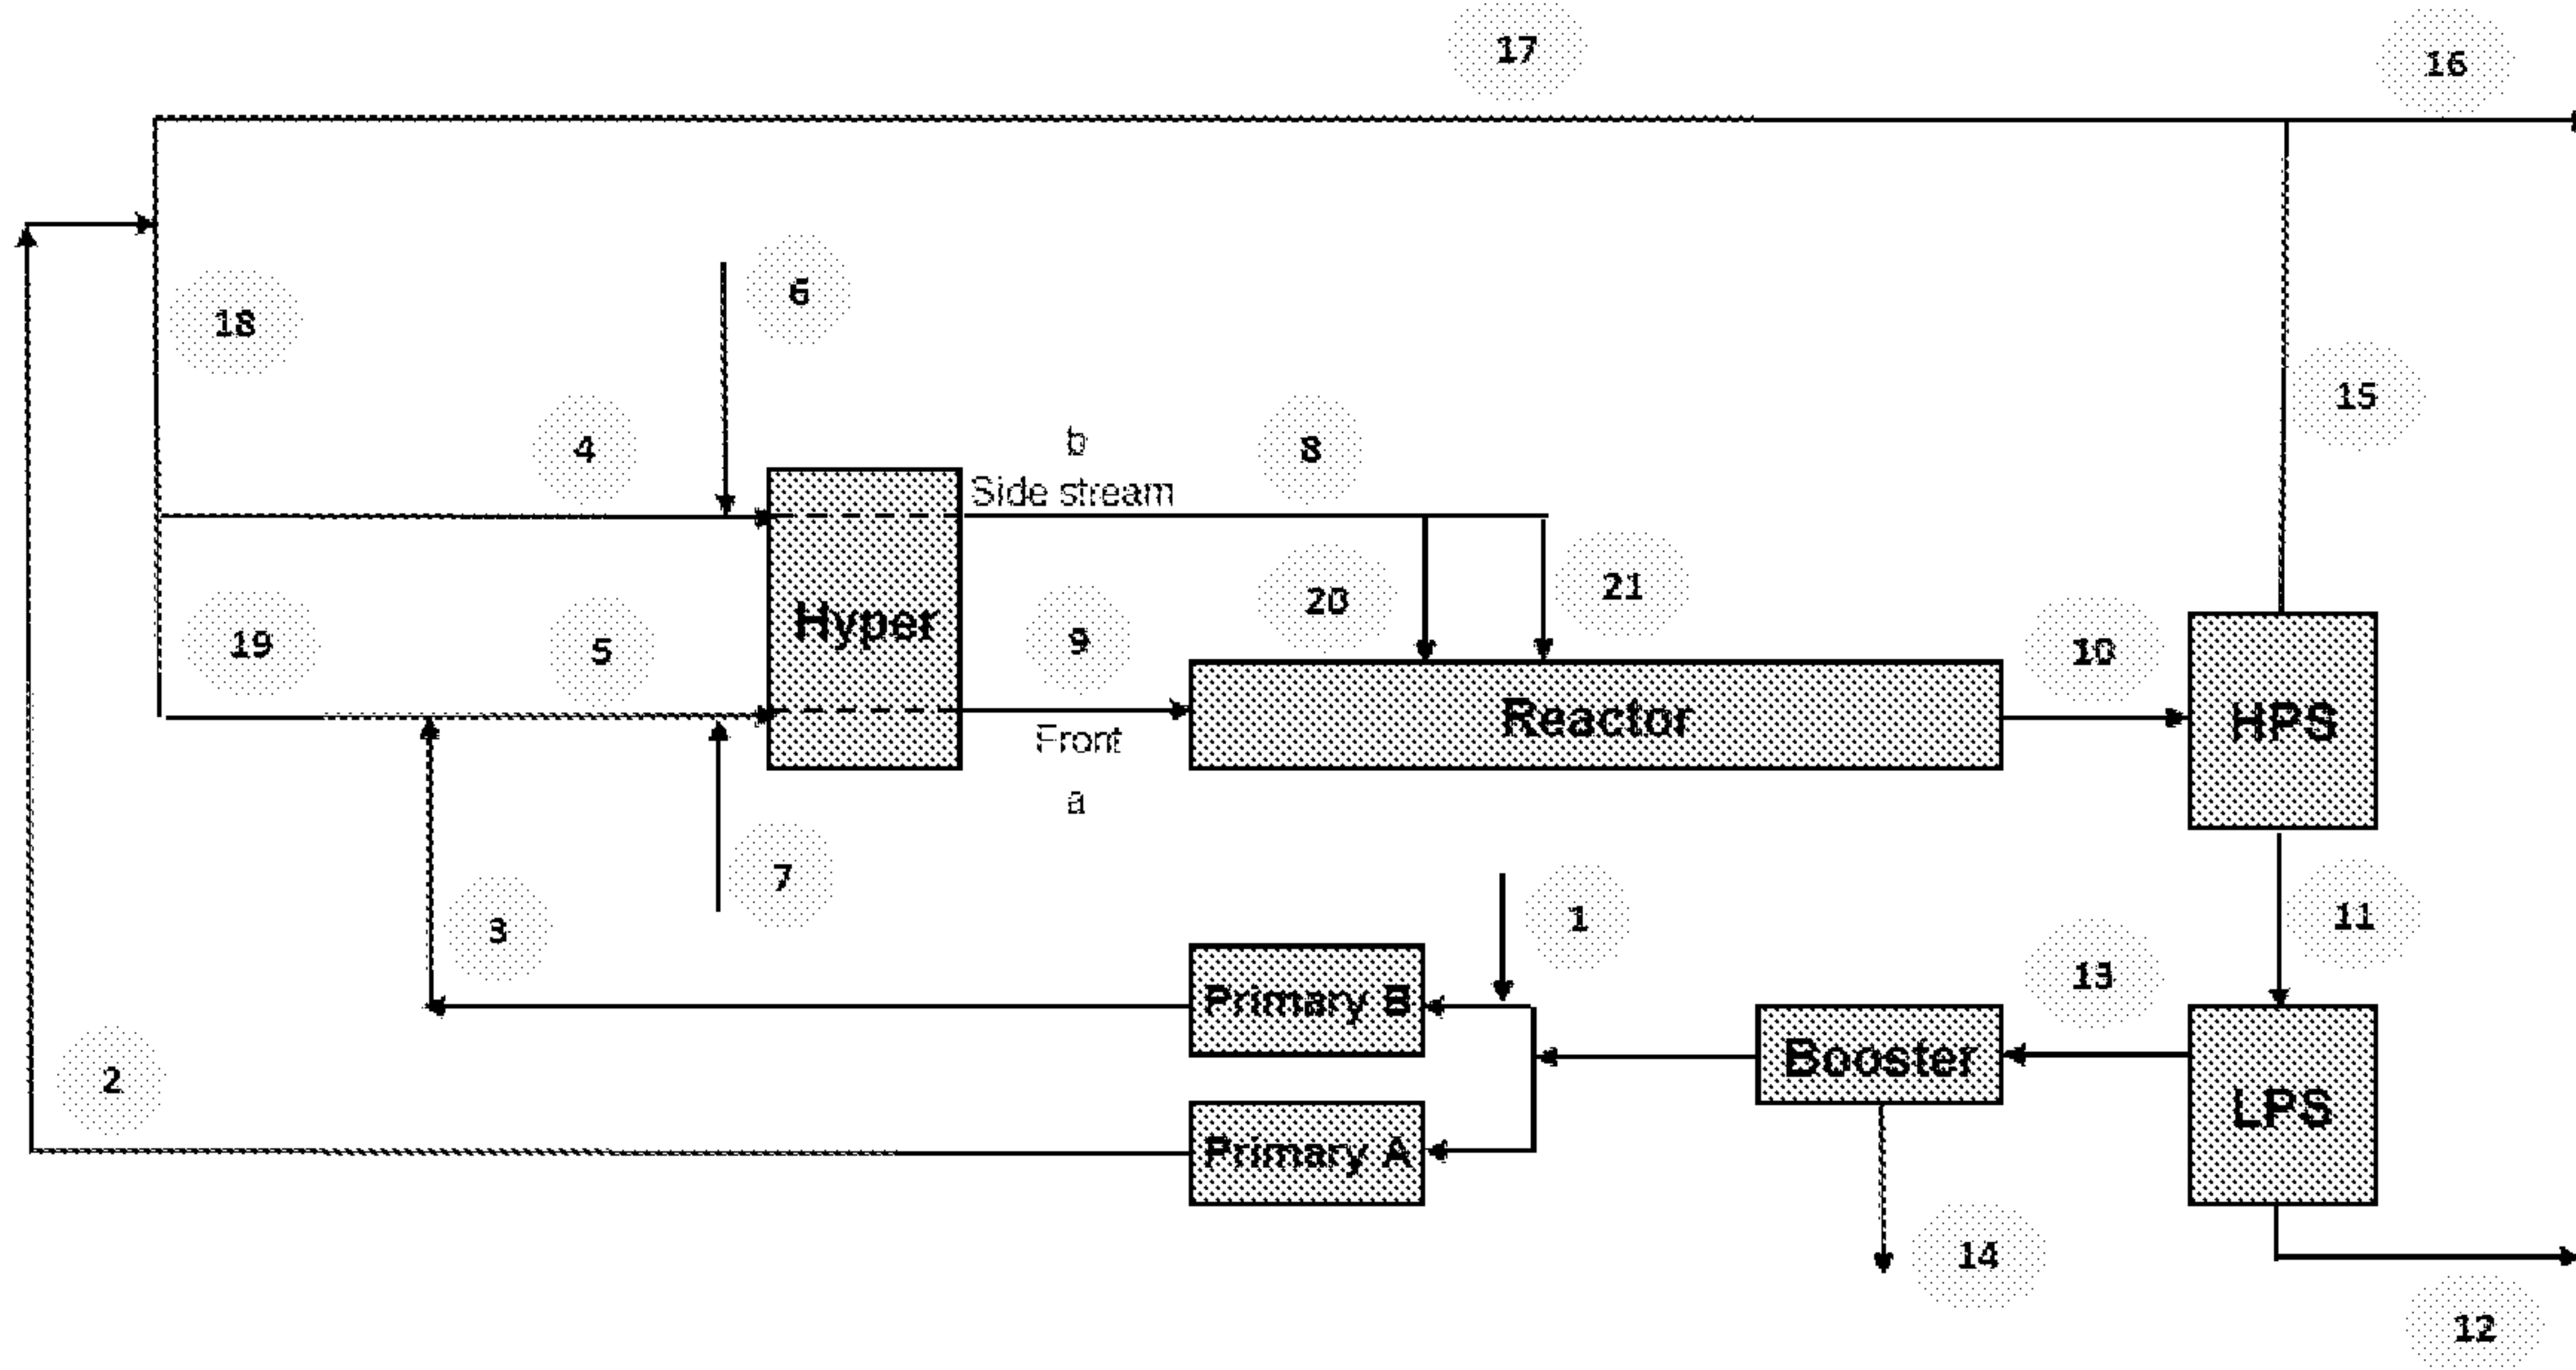 17
16
18
6
4
b
8
Side stream
15
19
5
Hyper
9
20
21
10
Reactor
HPS
Front
a
7
3
1
11
13
Primary B
Booster
2
Primary A
LPS
14
12